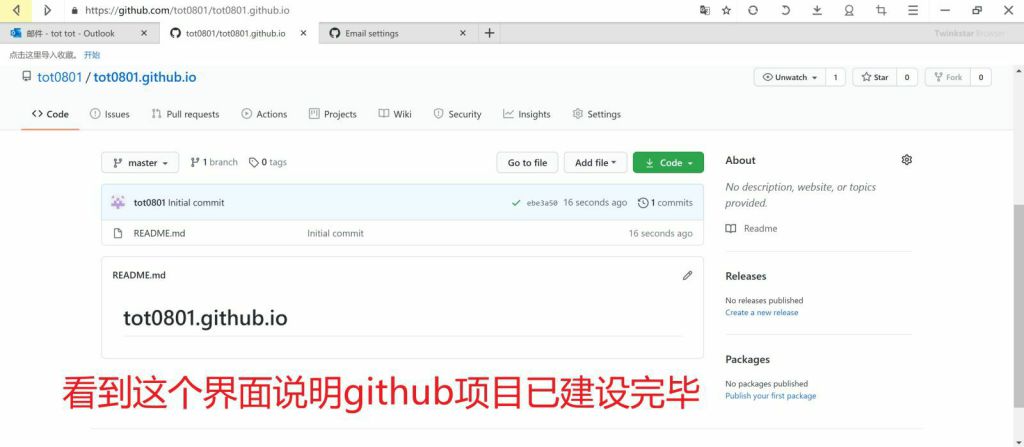 https://github.com/tot0801/tot0801.github.io
邮件 - tot tot - Outlook
tot0801/tot0801.github.io
Email settings
Twinkstar Browser
点击这里导入收藏。 开始
tot0801 / tot0801.github.io
Unwatch 1
Star 0
Fork 0
Code
Issues
Pull requests
Actions
Projects
Wiki
Security
Insights
Settings
master
1 branch
0 tags
Go to file
Add file
Code
tot0801 Initial commit
ebe3a50 16 seconds ago
1 commits
README.md
Initial commit
16 seconds ago
README.md
tot0801.github.io
About
No description, website, or topics
provided.
Readme
Releases
No releases published
Create a new release
Packages
No packages published
Publish your first package
看到这个界面说明github项目已建设完毕